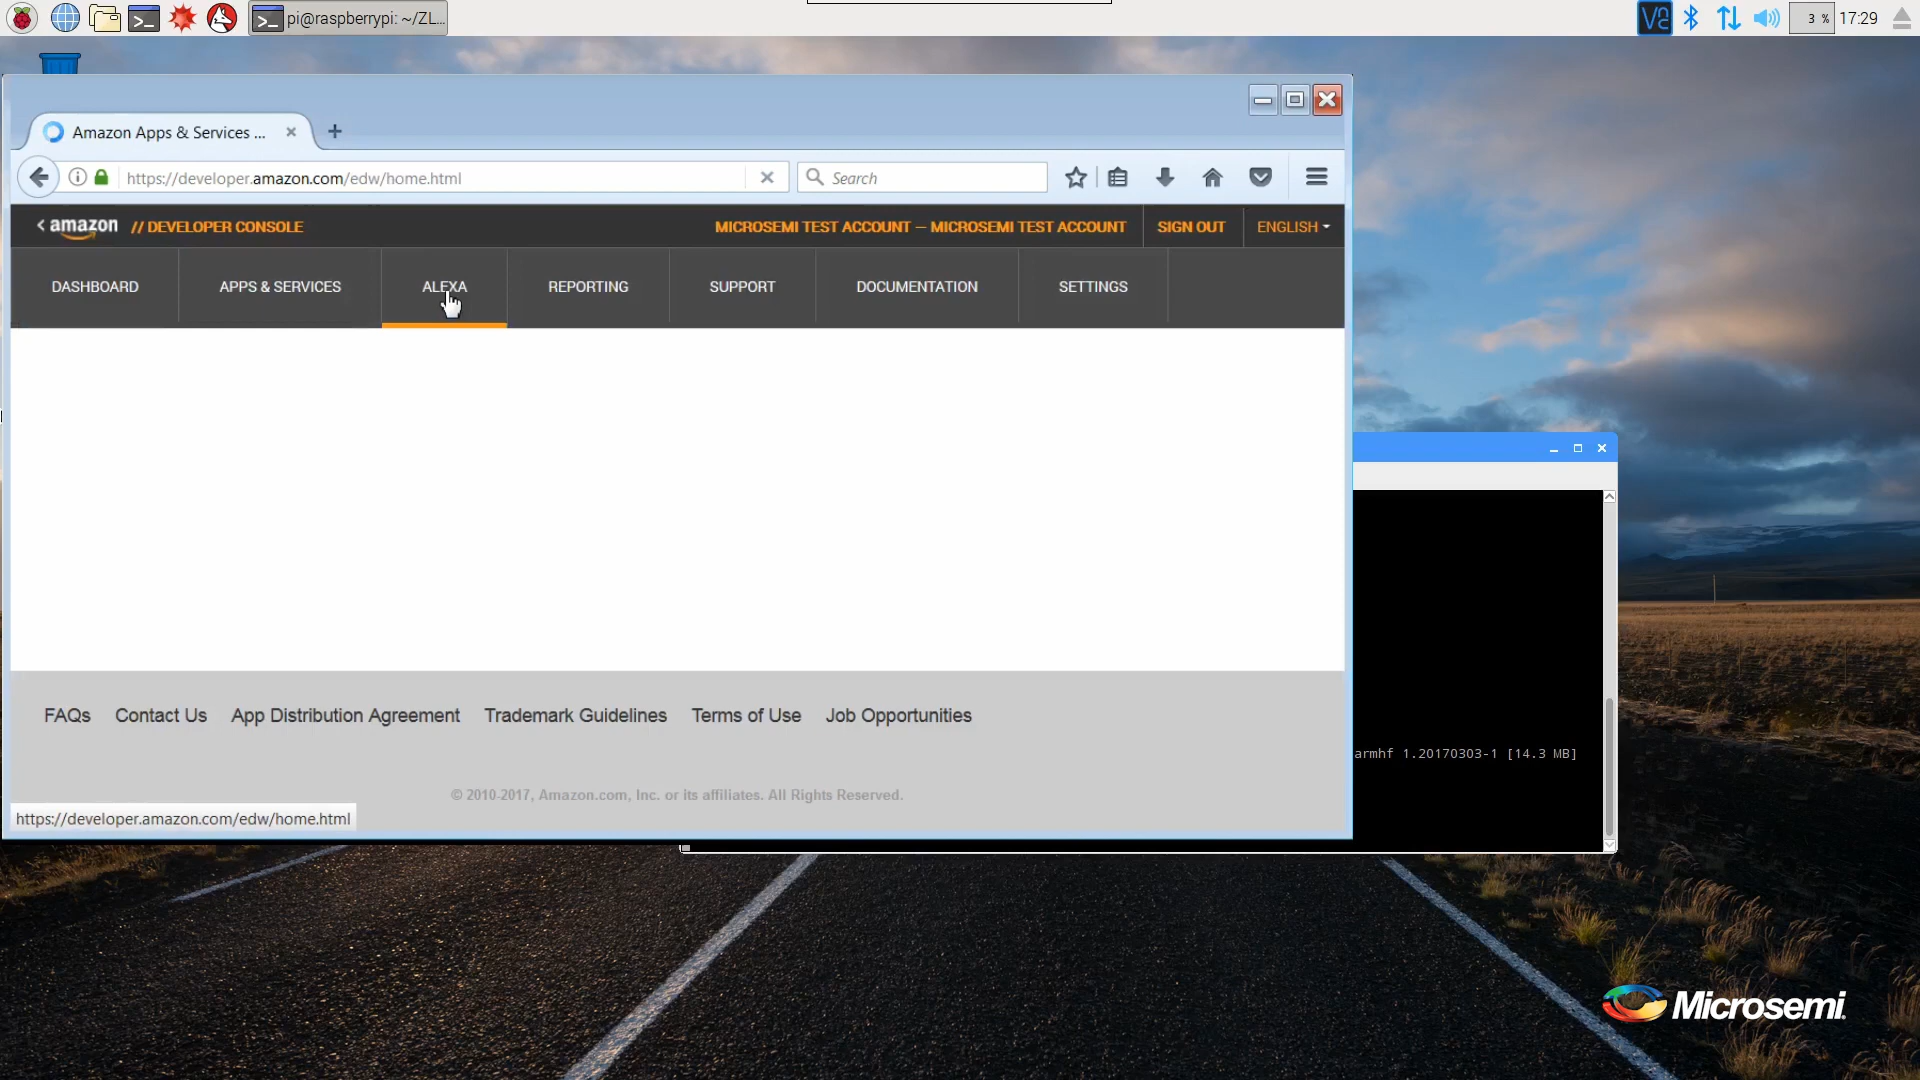 pi@raspberrypi: ~/ZL...
3 %
17:29
Amazon Apps & Services ...
https://developer.amazon.com/edw/home.html
Search
amazon // DEVELOPER CONSOLE
MICROSEMI TEST ACCOUNT — MICROSEMI TEST ACCOUNT
SIGN OUT
ENGLISH
DASHBOARD
APPS & SERVICES
ALEXA
REPORTING
SUPPORT
DOCUMENTATION
SETTINGS
armhf 1.20170303-1 [14.3 MB]
FAQs
Contact Us
App Distribution Agreement
Trademark Guidelines
Terms of Use
Job Opportunities
© 2010-2017, Amazon.com, Inc. or its affiliates. All Rights Reserved.
https://developer.amazon.com/edw/home.html
Microsemi.